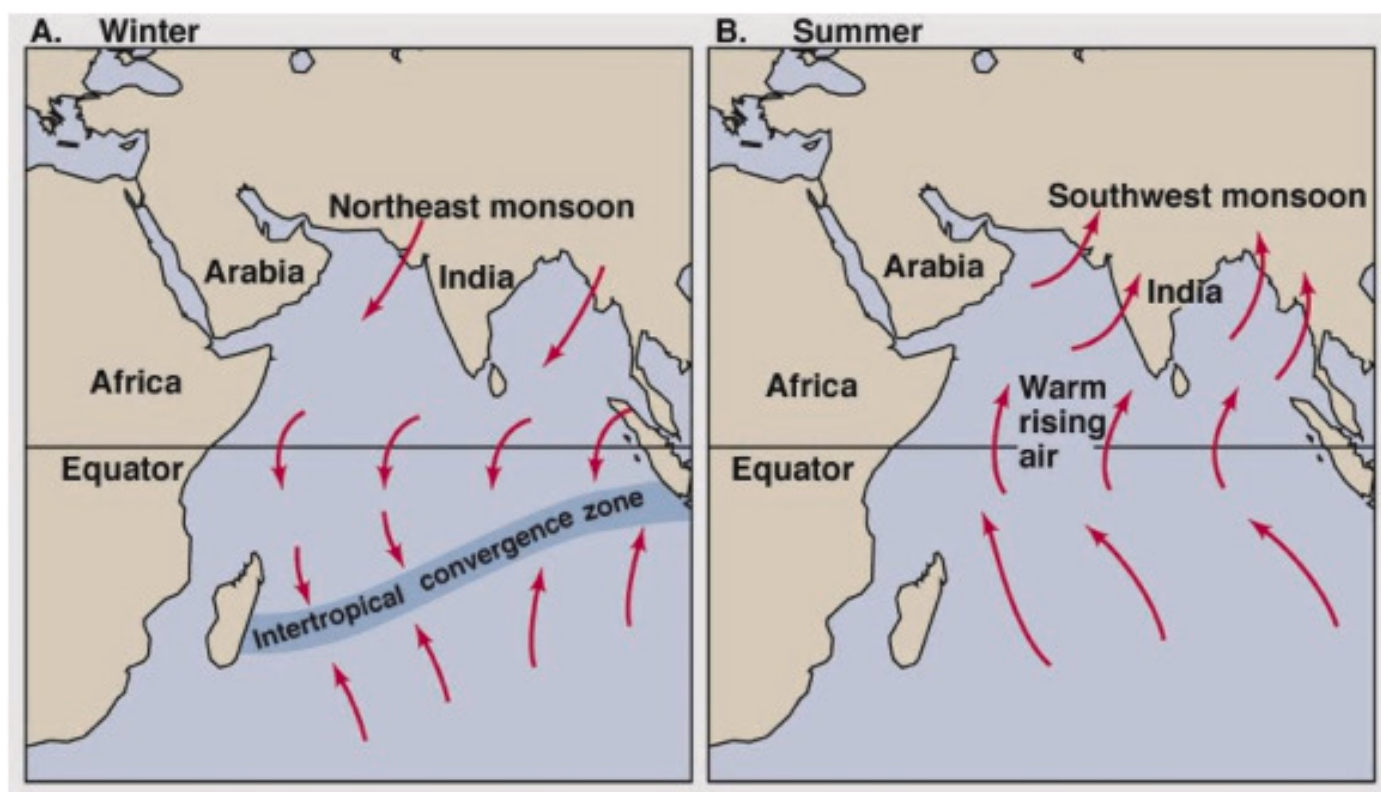 A. Winter
Northeast monsoon
Arabia
India
Africa
Equator
Intertropical convergence zone
B. Summer
Southwest monsoon
Arabia
India
Africa
Warm
rising
air
Equator